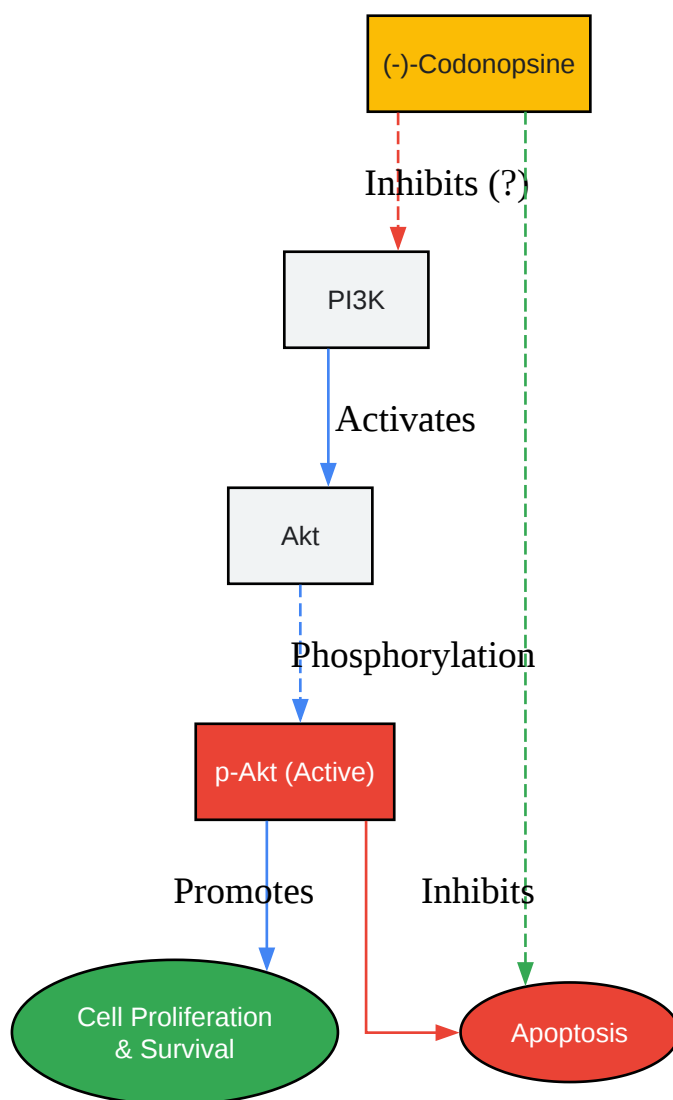 (-)-Codonopsine
Inhibits (?)
PI3K
Activates
Akt
Phosphorylation
p-Akt (Active)
Promotes
Inhibits
Cell Proliferation
& Survival
Apoptosis